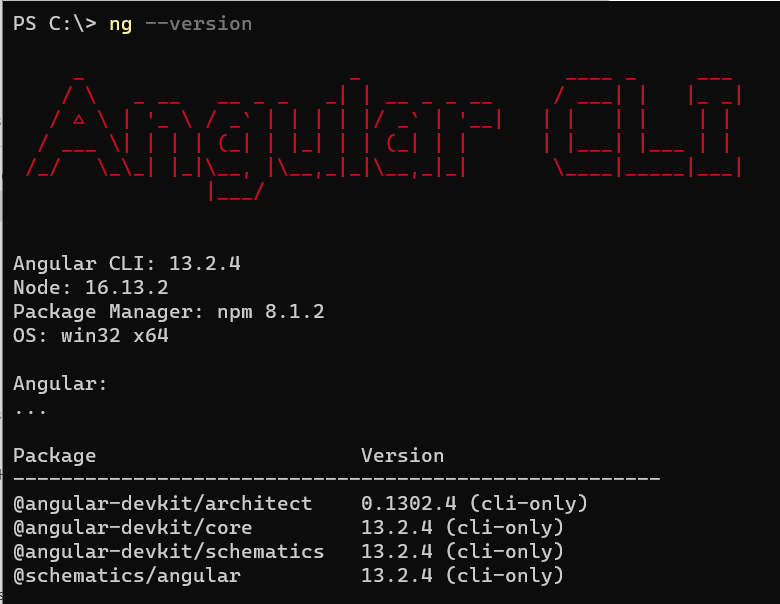 PS C:\> ng --version
Angular CLI
Angular CLI: 13.2.4
Node: 16.13.2
Package Manager: npm 8.1.2
OS: win32 x64
Angular:
...
Package Version
------------------------------------------------------
@angular-devkit/architect 0.1302.4 (cli-only)
@angular-devkit/core 13.2.4 (cli-only)
@angular-devkit/schematics 13.2.4 (cli-only)
@schematics/angular 13.2.4 (cli-only)